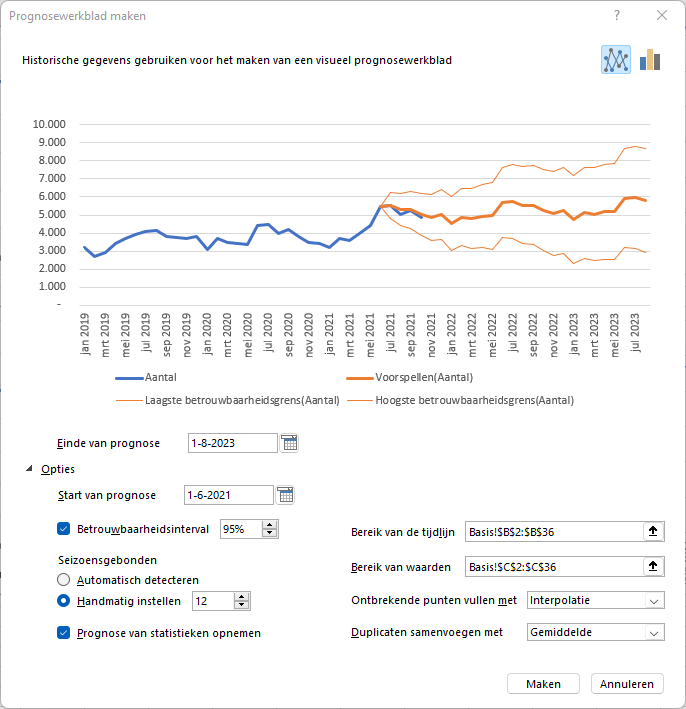 Prognosewerkblad maken
?
Historische gegevens gebruiken voor het maken van een visueel prognosewerkblad
10.000
9.000
8.000
7.000
6.000
5.000
4.000
3.000
2.000
1.000
-
jan 2019
mrt 2019
mei 2019
jul 2019
sep 2019
nov 2019
jan 2020
mrt 2020
mei 2020
jul 2020
sep 2020
nov 2020
jan 2021
mrt 2021
mei 2021
jul 2021
sep 2021
nov 2021
jan 2022
mrt 2022
mei 2022
jul 2022
sep 2022
nov 2022
jan 2023
mrt 2023
mei 2023
jul 2023
Aantal
Voorspellen(Aantal)
Laagste betrouwbaarheidsgrens(Aantal)
Hoogste betrouwbaarheidsgrens(Aantal)
Einde van prognose
1-8-2023
Opties
Start van prognose
1-6-2021
Betrouwbaarheidsinterval
95%
Bereik van de tijdlijn
Basis!$B$2:$B$36
Seizoensgebonden
Bereik van waarden
Basis!$C$2:$C$36
Automatisch detecteren
Handmatig instellen
12
Ontbrekende punten vullen met
Interpolatie
Prognose van statistieken opnemen
Duplicaten samenvoegen met
Gemiddelde
Maken
Annuleren